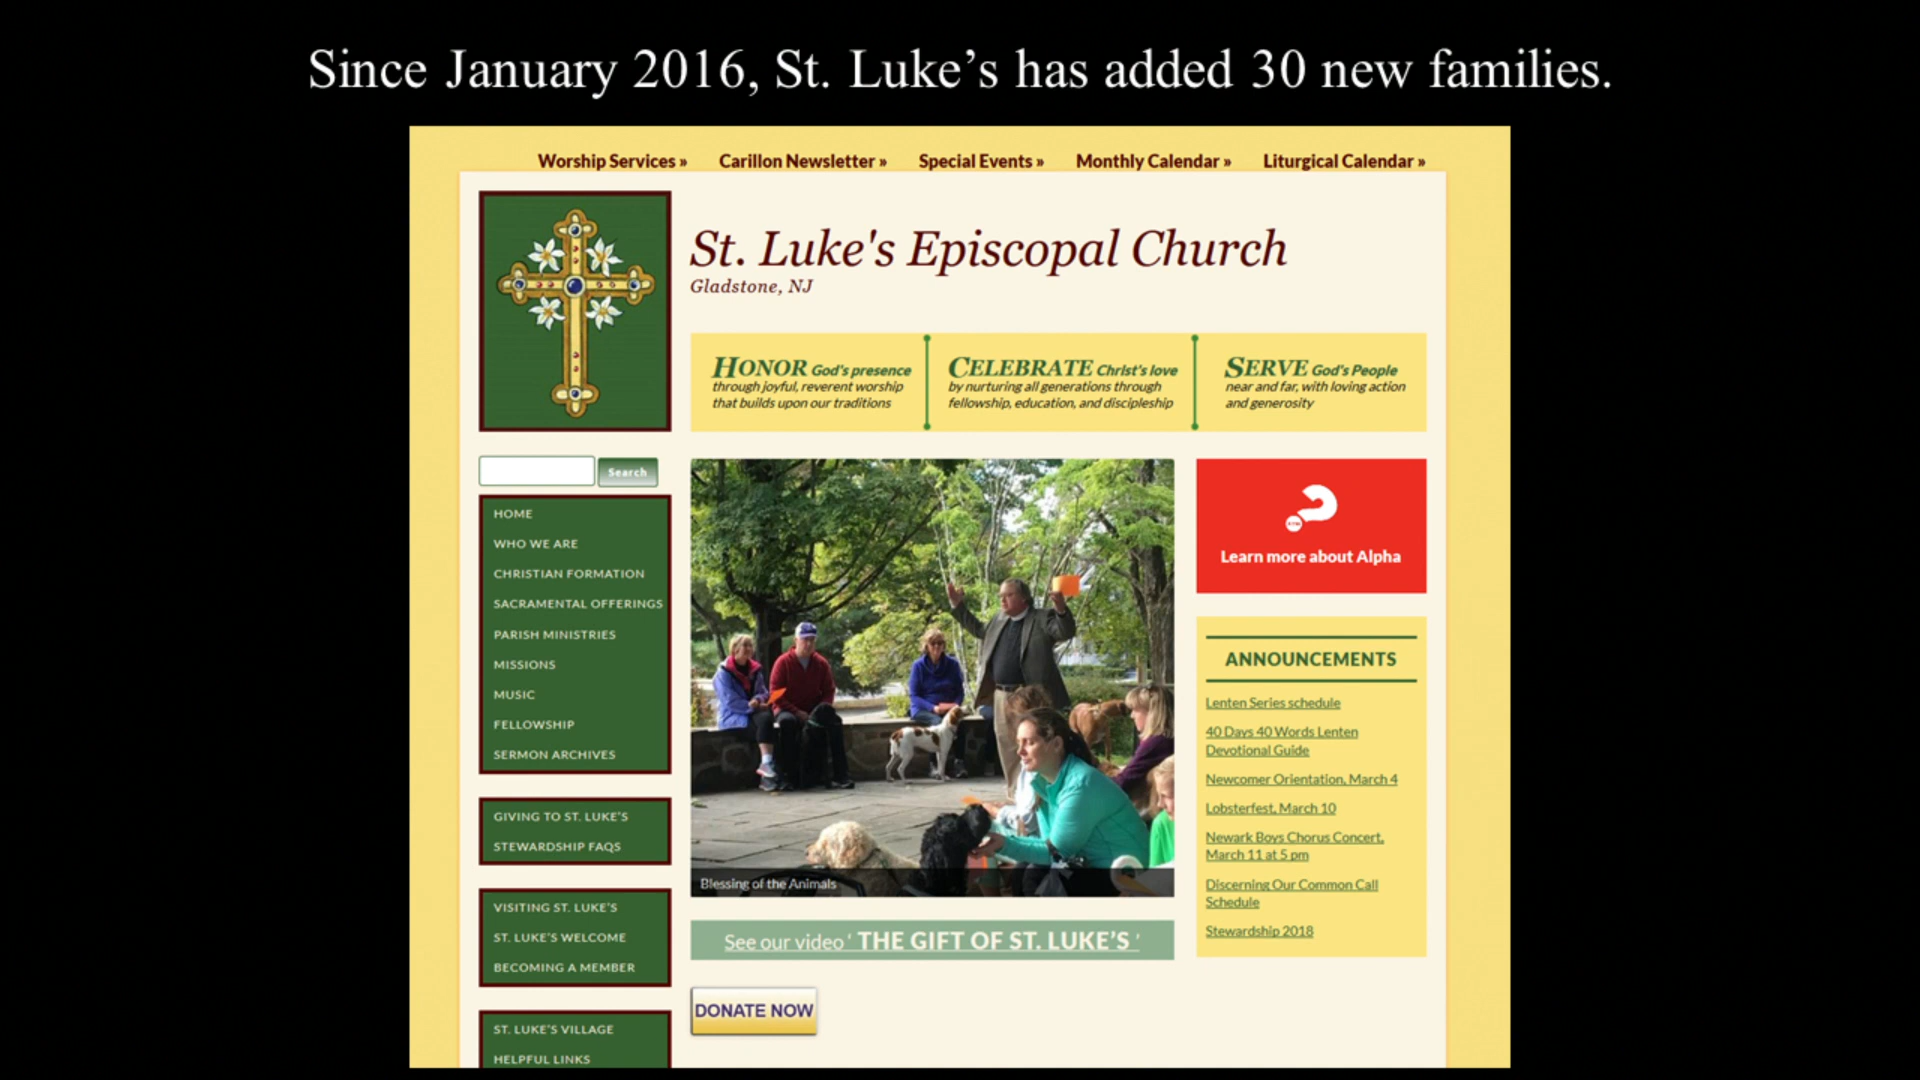 Since January 2016, St. Luke’s has added 30 new families.
Worship Services » Carillon Newsletter » Special Events » Monthly Calendar » Liturgical Calendar »
St. Luke's Episcopal Church
Gladstone, NJ
HONOR God's presence
through joyful, reverent worship
that builds upon our traditions
CELEBRATE Christ's love
by nurturing all generations through
fellowship, education, and discipleship
SERVE God's People
near and far, with loving action
and generosity
Search
HOME
WHO WE ARE
CHRISTIAN FORMATION
SACRAMENTAL OFFERINGS
PARISH MINISTRIES
MISSIONS
MUSIC
FELLOWSHIP
SERMON ARCHIVES
GIVING TO ST. LUKE'S
STEWARDSHIP FAQS
VISITING ST. LUKE'S
ST. LUKE'S WELCOME
BECOMING A MEMBER
ST. LUKE'S VILLAGE
HELPFUL LINKS
Blessing of the Animals
See our video ‘ THE GIFT OF ST. LUKE’S ’
DONATE NOW
Learn more about Alpha
ANNOUNCEMENTS
Lenten Series schedule
40 Days 40 Words Lenten
Devotional Guide
Newcomer Orientation, March 4
Lobsterfest, March 10
Newark Boys Chorus Concert,
March 11 at 5 pm
Discerning Our Common Call
Schedule
Stewardship 2018